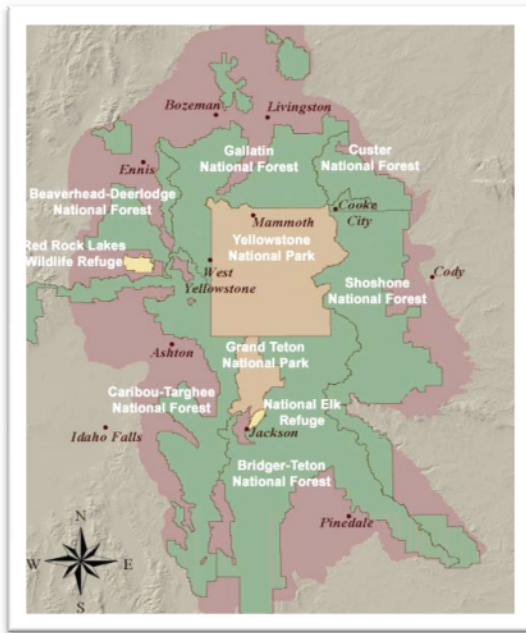 Bozeman
Livingston
Gallatin
National Forest
Custer
National Forest
Ennis
Beaverhead-Deerlodge
National Forest
Mammoth
Cooke
City
Yellowstone
National Park
Red Rock Lakes
Wildlife Refuge
West
Yellowstone
Shoshone
National Forest
Cody
Ashton
Grand Teton
National Park
Caribou-Targhee
National Forest
National Elk
Refuge
Idaho Falls
Jackson
Bridger-Teton
National Forest
Pinedale
N
W
E
S